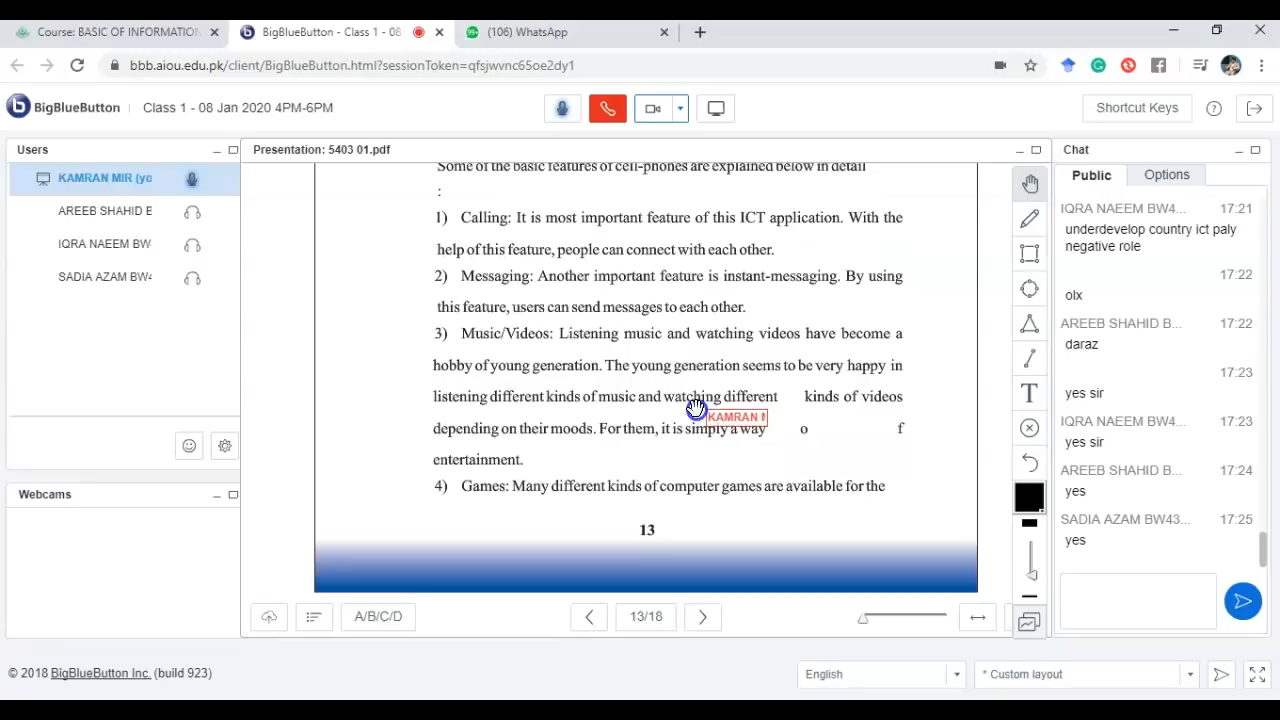 Course: BASIC OF INFORMATION
BigBlueButton - Class 1 - 08
(106) WhatsApp
bbb.aiou.edu.pk/client/BigBlueButton.html?sessionToken=qfsjwvnc65oe2dy1
BigBlueButton
Class 1 - 08 Jan 2020 4PM-6PM
Shortcut Keys
Users
KAMRAN MIR (yo
AREEB SHAHID B
IQRA NAEEM BW
SADIA AZAM BW4
Webcams
Presentation: 5403 01.pdf
Some of the basic features of cell-phones are explained below in detail
:
1) Calling: It is most important feature of this ICT application. With the
help of this feature, people can connect with each other.
2) Messaging: Another important feature is instant-messaging. By using
this feature, users can send messages to each other.
3) Music/Videos: Listening music and watching videos have become a
hobby of young generation. The young generation seems to be very happy in
listening different kinds of music and watching different kinds of videos
KAMRAN M
depending on their moods. For them, it is simply a way o f
entertainment.
4) Games: Many different kinds of computer games are available for the
13
A/B/C/D
13/18
T
Chat
Public
Options
IQRA NAEEM BW4... 17:21
underdevelop country ict paly
negative role
17:22
olx
AREEB SHAHID B... 17:22
daraz
17:23
yes sir
IQRA NAEEM BW4... 17:23
yes sir
AREEB SHAHID B... 17:24
yes
SADIA AZAM BW43... 17:25
yes
© 2018 BigBlueButton Inc. (build 923)
English
* Custom layout